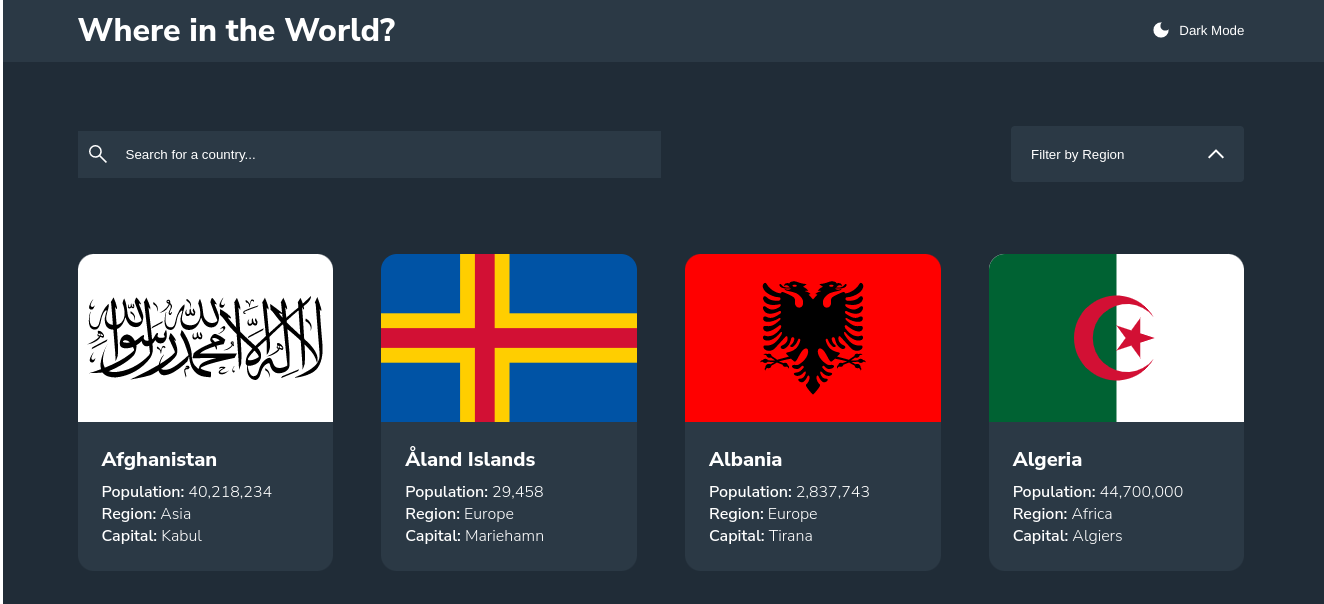 Where in the World?
Dark Mode
Search for a country...
Filter by Region
لا إله إلا الله محمد رسول الله
Afghanistan
Population: 40,218,234
Region: Asia
Capital: Kabul
Åland Islands
Population: 29,458
Region: Europe
Capital: Mariehamn
Albania
Population: 2,837,743
Region: Europe
Capital: Tirana
Algeria
Population: 44,700,000
Region: Africa
Capital: Algiers